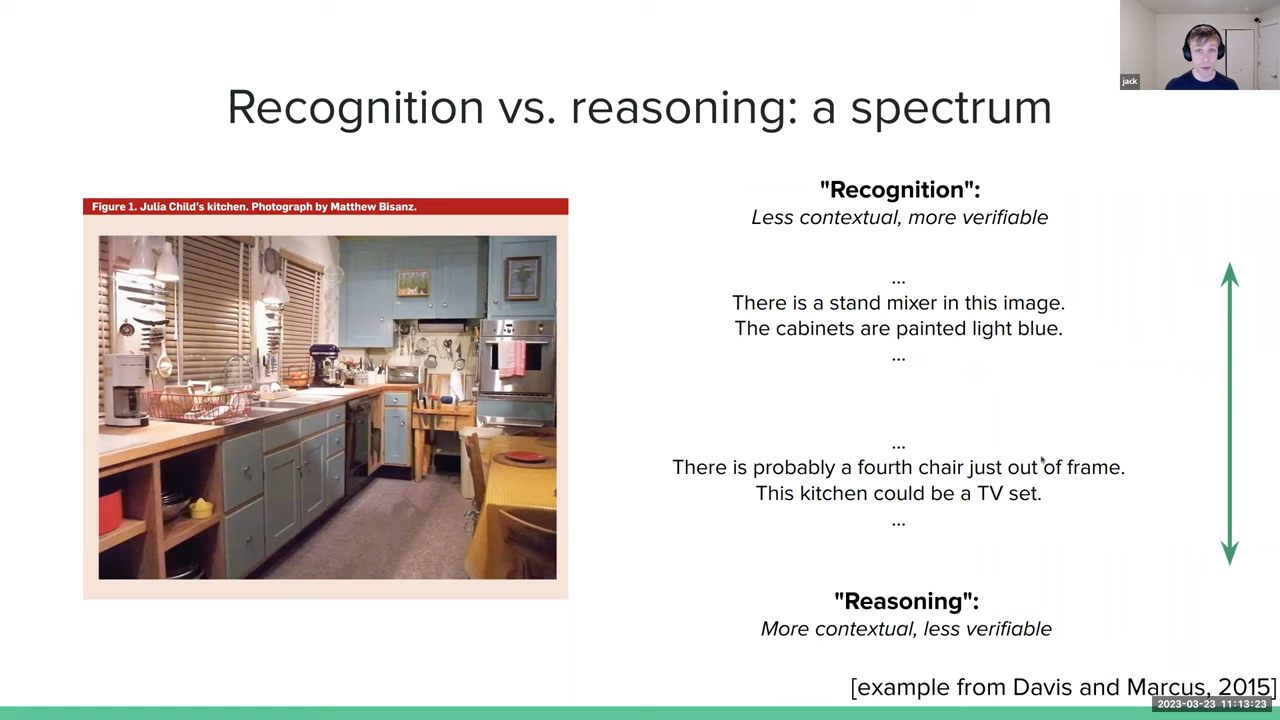 jack
Recognition vs. reasoning: a spectrum
Figure 1. Julia Child's kitchen. Photograph by Matthew Bisanz.
"Recognition":
Less contextual, more verifiable
...
There is a stand mixer in this image.
The cabinets are painted light blue.
...
...
There is probably a fourth chair just out of frame.
This kitchen could be a TV set.
...
"Reasoning":
More contextual, less verifiable
[example from Davis and Marcus, 2015]
2023-03-23 11:13:23